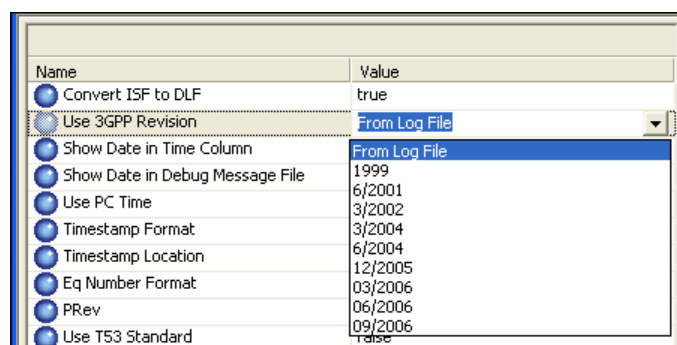 Name Value
Convert ISF to DLF true
Use 3GPP Revision From Log File
Show Date in Time Column From Log File
1999
Show Date in Debug Message File 6/2001
Use PC Time 3/2002
Timestamp Format 3/2004
6/2004
Timestamp Location 12/2005
Eq Number Format 03/2006
PRev 06/2006
09/2006
Use T53 Standard false